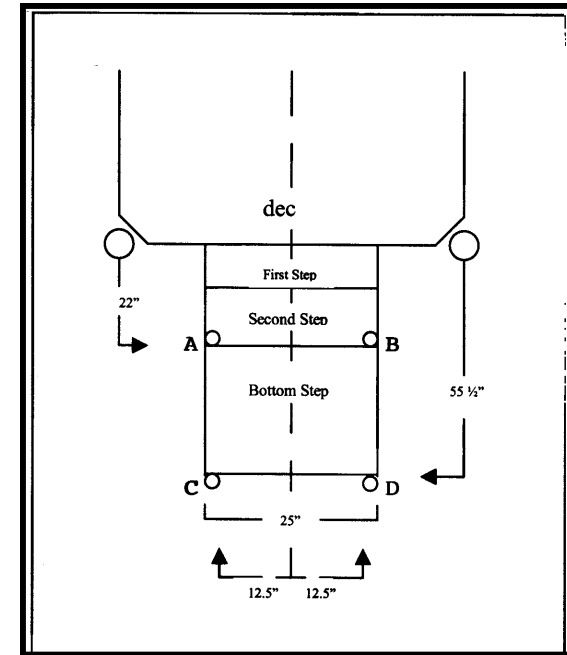 dec
First Step
22”
Second Step
A
B
Bottom Step
55 ½”
C
D
25”
12.5”
12.5”